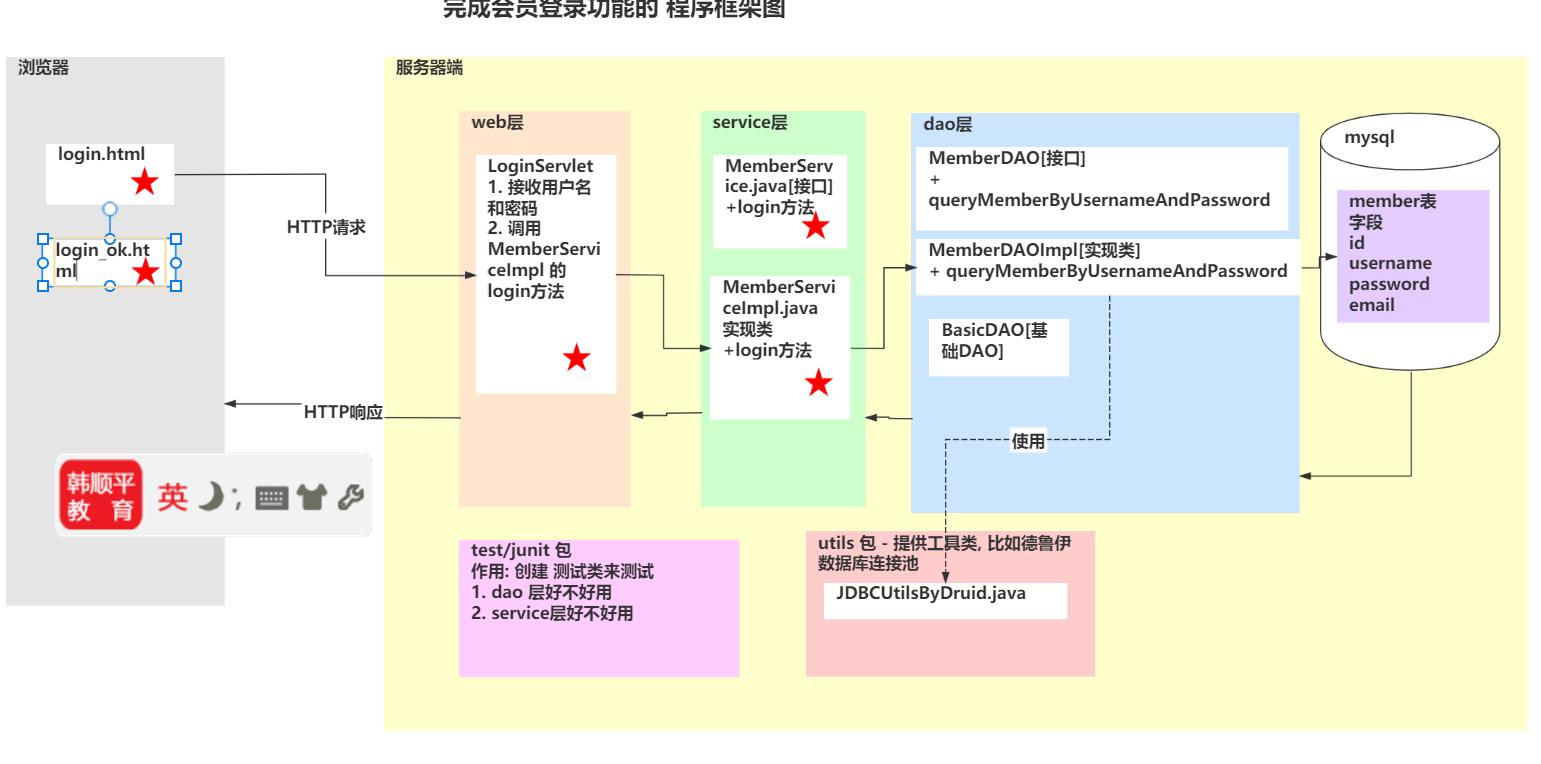 完成会员登录功能的 程序框架图
浏览器
login.html
login_ok.ht
ml
HTTP请求
HTTP响应
韩顺平
教 育
英
服务器端
web层
LoginServlet
1. 接收用户名
和密码
2. 调用
MemberServi
ceImpl 的
login方法
service层
MemberServ
ice.java[接口]
+login方法
MemberServi
ceImpl.java
实现类
+login方法
dao层
MemberDAO[接口]
+
queryMemberByUsernameAndPassword
MemberDAOImpl[实现类]
+ queryMemberByUsernameAndPassword
BasicDAO[基
础DAO]
使用
mysql
member表
字段
id
username
password
email
test/junit 包
作用: 创建 测试类来测试
1. dao 层好不好用
2. service层好不好用
utils 包 - 提供工具类, 比如德鲁伊
数据库连接池
JDBCUtilsByDruid.java